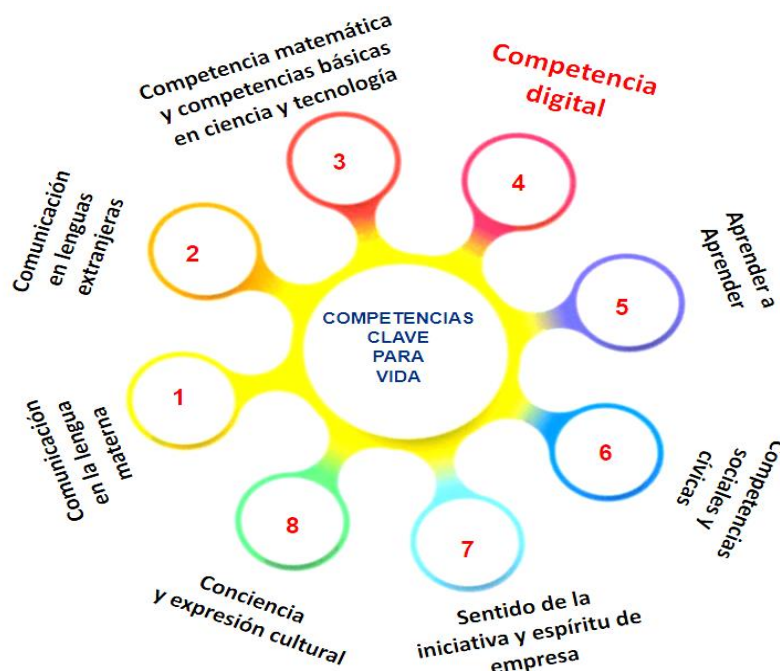 COMPETENCIAS
CLAVE
PARA
VIDA
1
Comunicación
en la lengua
materna
2
Comunicación
en lenguas
extranjeras
3
Competencia matemática
y competencias básicas
en ciencia y tecnología
4
Competencia
digital
5
Aprender a
Aprender
6
Competencias
sociales y
cívicas
7
Sentido de la
iniciativa y espíritu de
empresa
8
Conciencia
y expresión cultural